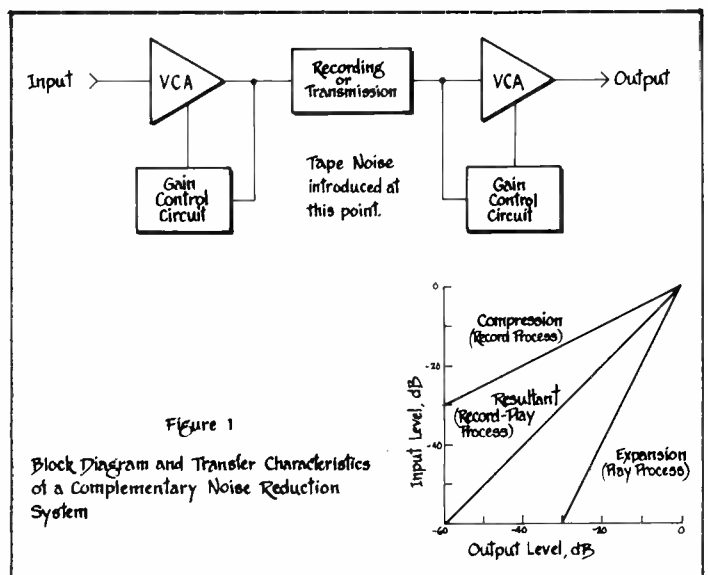 Input
VCA
Recording
or
Transmission
VCA
Output
Gain
Control
Circuit
Tape Noise
introduced at
this point.
Gain
Control
Circuit
Figure 1
Block Diagram and Transfer Characteristics
of a Complementary Noise Reduction
System
0
-20
-40
Input Level, dB
Compression
(Record Process)
Resultant
(Record-Play
Process)
Expansion
(Play Process)
-60
-40
-20
0
Output Level, dB